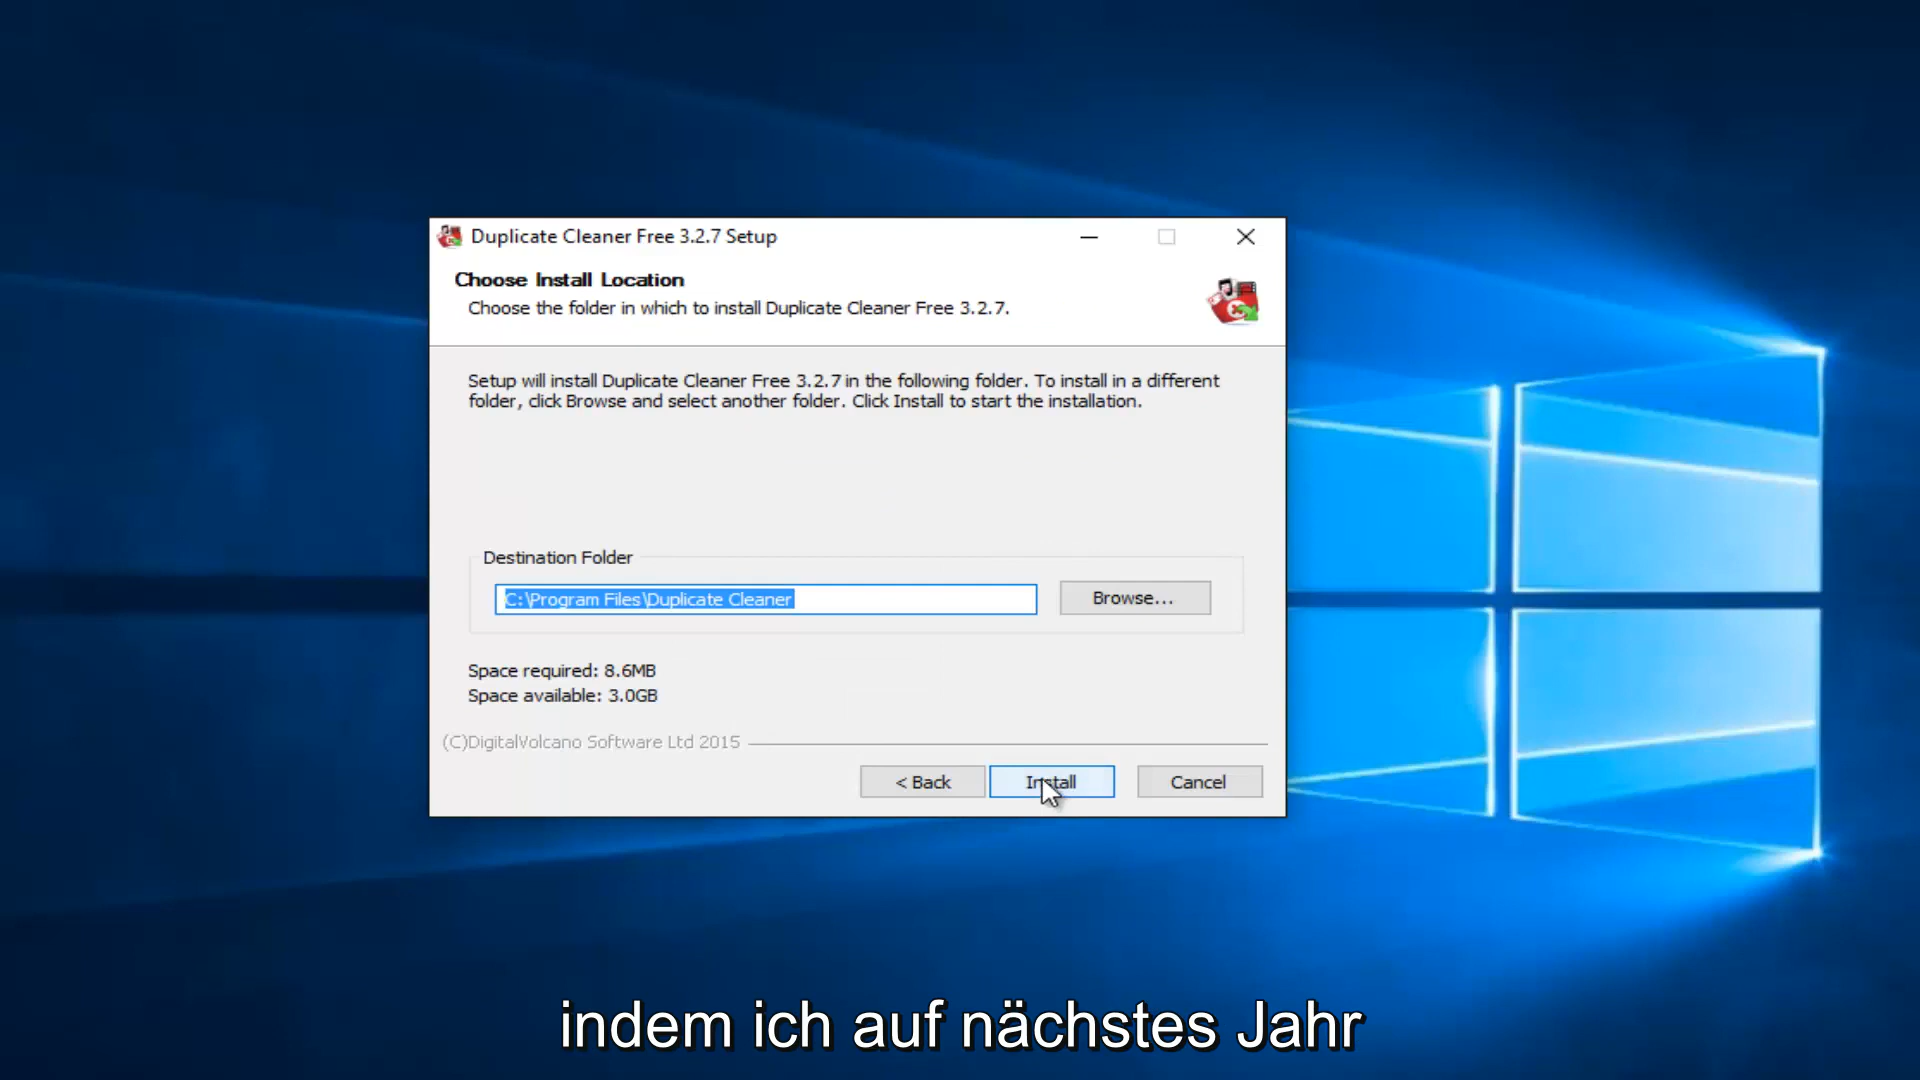 Duplicate Cleaner Free 3.2.7 Setup
Choose Install Location
Choose the folder in which to install Duplicate Cleaner Free 3.2.7.
Setup will install Duplicate Cleaner Free 3.2.7 in the following folder. To install in a different
folder, click Browse and select another folder. Click Install to start the installation.
Destination Folder
C:\Program Files\Duplicate Cleaner
Browse...
Space required: 8.6MB
Space available: 3.0GB
(C)DigitalVolcano Software Ltd 2015
< Back
Install
Cancel
indem ich auf nächstes Jahr